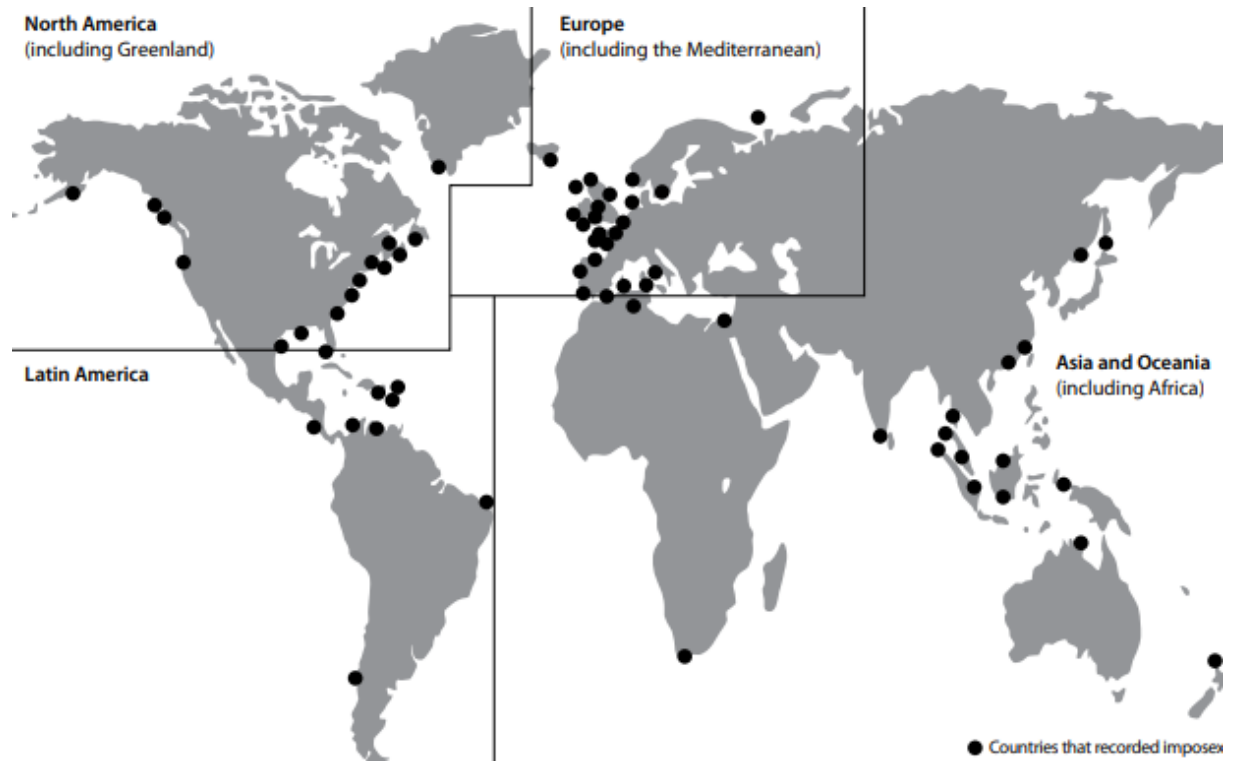 North America
(including Greenland)
Europe
(including the Mediterranean)
Latin America
Asia and Oceania
(including Africa)
Countries that recorded imposex